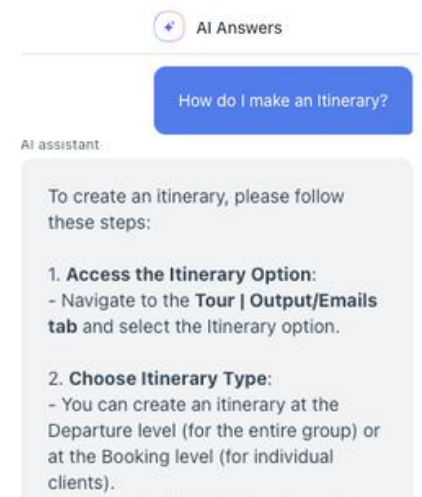 AI Answers
How do I make an Itinerary?
AI assistant
To create an itinerary, please follow
these steps:
1. Access the Itinerary Option:
- Navigate to the Tour | Output/Emails
tab and select the Itinerary option.
2. Choose Itinerary Type:
- You can create an itinerary at the
Departure level (for the entire group) or
at the Booking level (for individual
clients).